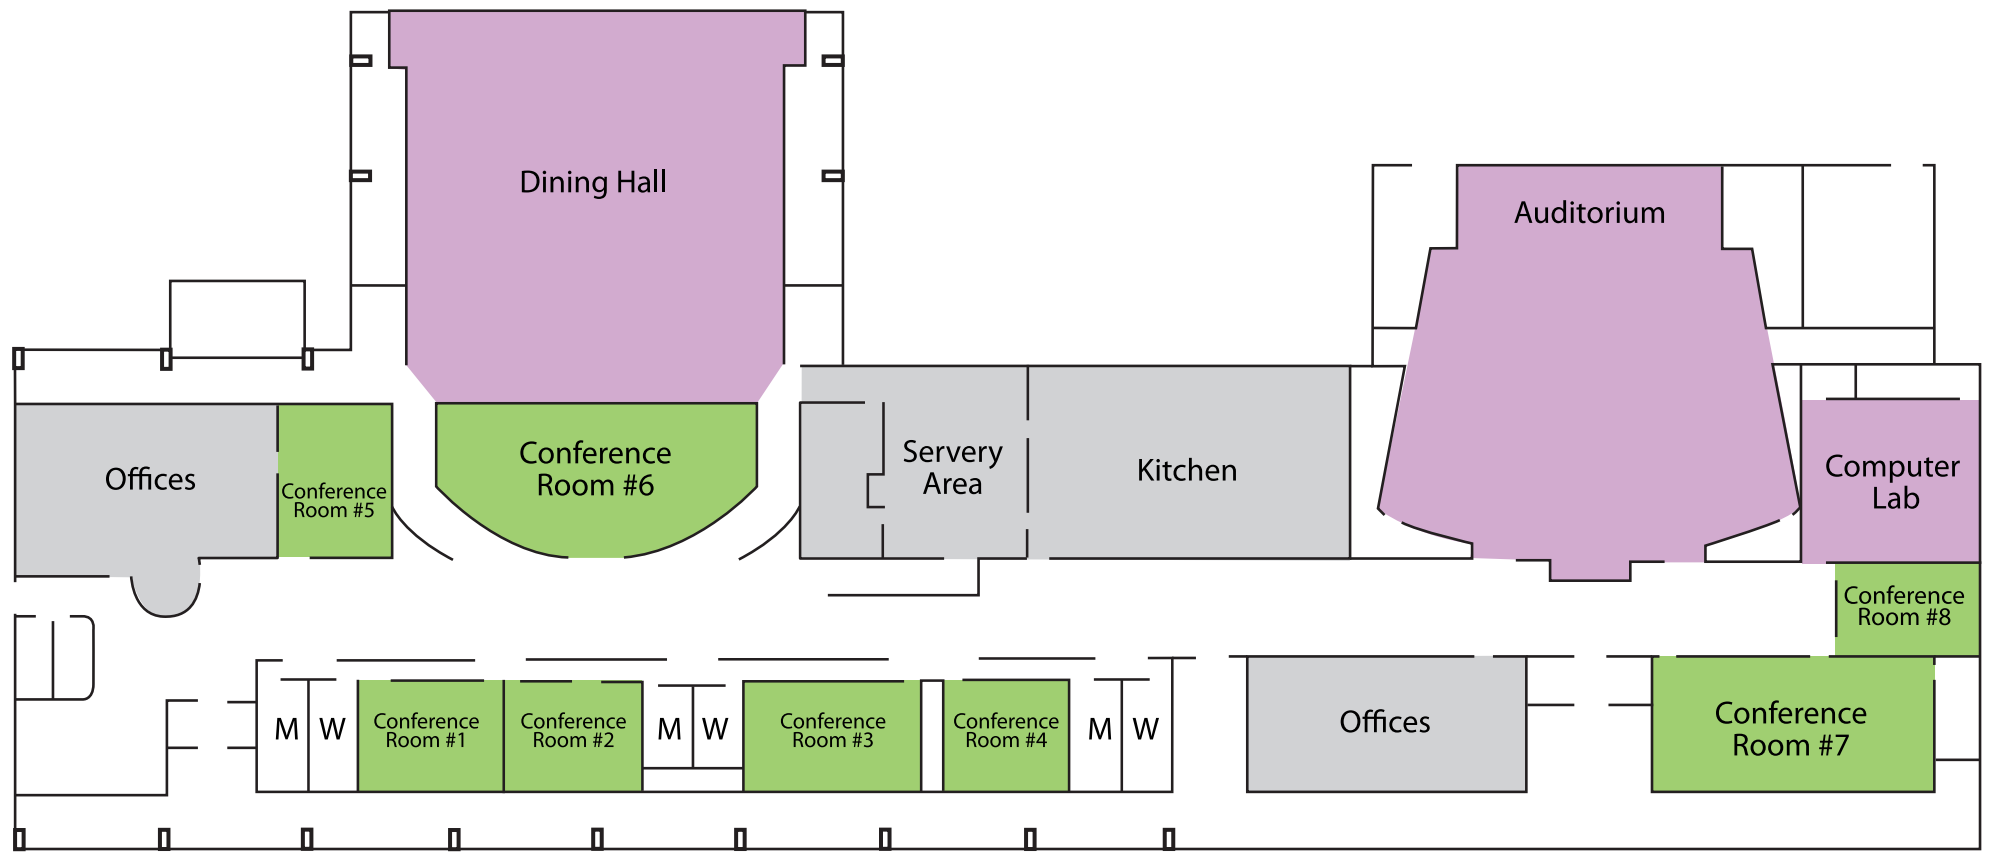 Dining Hall
Auditorium
Offices
Conference
Room #5
Conference
Room #6
Servery
Area
Kitchen
Computer
Lab
Conference
Room #8
M
W
Conference
Room #1
Conference
Room #2
M
W
Conference
Room #3
Conference
Room #4
M
W
Offices
Conference
Room #7